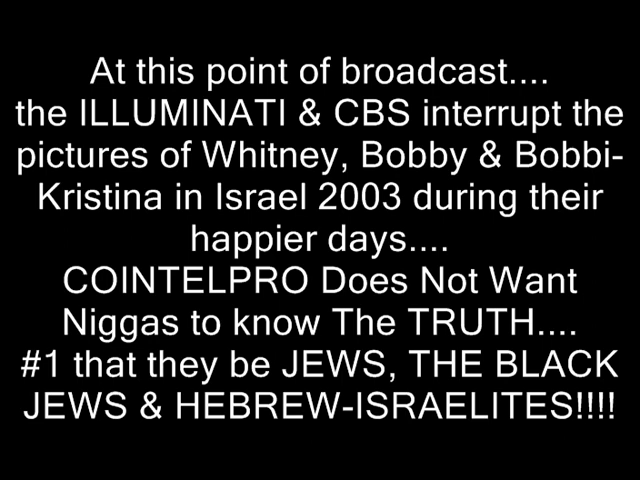 At this point of broadcast....
the ILLUMINATI & CBS interrupt the
pictures of Whitney, Bobby & Bobbi-
Kristina in Israel 2003 during their
happier days....
COINTELPRO Does Not Want
Niggas to know The TRUTH....
#1 that they be JEWS, THE BLACK
JEWS & HEBREW-ISRAELITES!!!!